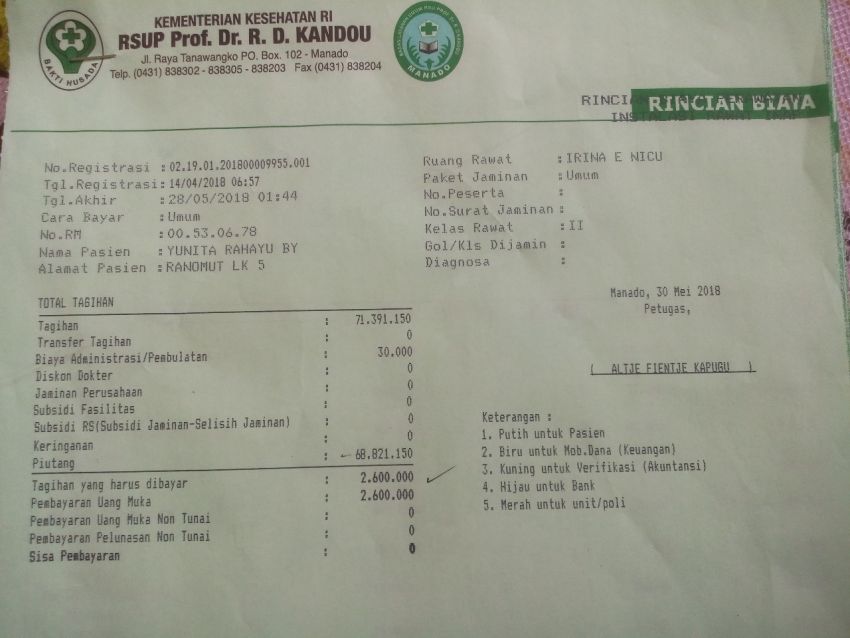 KEMENTERIAN KESEHATAN RI
RSUP Prof. Dr. R. D. KANDOU
Jl. Raya Tanawangko PO. Box. 102 - Manado
Telp. (0431) 838302 - 838305 - 838203 Fax (0431) 838204
BAKTI HUSADA
MANADO
RINCIAN BIAYA
INSTALASI RAWAT INAP
No.Registrasi : 02.19.01.201800009955.001
Tgl.Registrasi: 14/04/2018 06:57
Tgl.Akhir : 28/05/2018 01:44
Cara Bayar : Umum
No.RM : 00.53.06.78
Nama Pasien : YUNITA RAHAYU BY
Alamat Pasien : RANOMUT LK 5
Ruang Rawat : IRINA E NICU
Paket Jaminan : Umum
No.Peserta :
No.Surat Jaminan :
Kelas Rawat : II
Gol/Kls Dijamin :
Diagnosa :
TOTAL TAGIHAN
Tagihan : 71.391.150
Transfer Tagihan : 0
Biaya Administrasi/Pembulatan : 30.000
Diskon Dokter : 0
Jaminan Perusahaan : 0
Subsidi Fasilitas : 0
Subsidi RS(Subsidi Jaminan-Selisih Jaminan) : 0
Keringanan : 0
Piutang : 68.821.150
Tagihan yang harus dibayar : 2.600.000
Pembayaran Uang Muka : 2.600.000
Pembayaran Uang Muka Non Tunai : 0
Pembayaran Pelunasan Non Tunai : 0
Sisa Pembayaran : 0
Manado, 30 Mei 2018
Petugas,
( ALTJE FIENTJE KAPUGU )
Keterangan :
1. Putih untuk Pasien
2. Biru untuk Mob.Dana (Keuangan)
3. Kuning untuk Verifikasi (Akuntansi)
4. Hijau untuk Bank
5. Merah untuk unit/poli